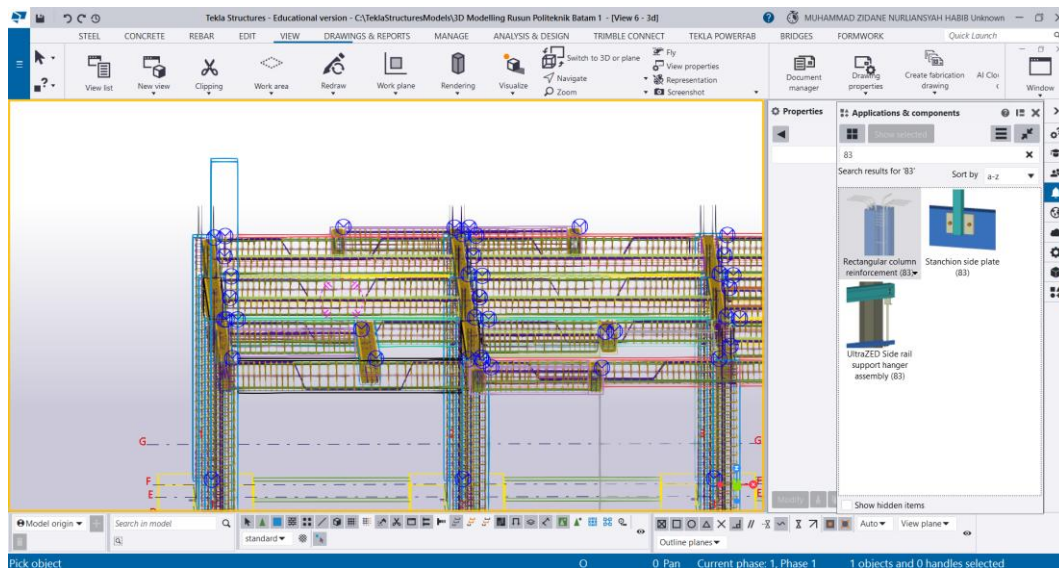 Tekla Structures - Educational version - C:\TeklaStructuresModels\3D Modelling Rusun Politeknik Batam 1 - [View 6 - 3d]
MUHAMMAD ZIDANE NURLIANSYAH HABIB Unknown
STEEL CONCRETE REBAR EDIT VIEW DRAWINGS & REPORTS MANAGE ANALYSIS & DESIGN TRIMBLE CONNECT TEKLA POWERFAB BRIDGES FORMWORK Quick Launch
View list New view Clipping Work area Redraw Work plane Rendering Visualize
Switch to 3D or plane
Navigate
Zoom
Fly
View properties
Representation
Screenshot
Document manager
Drawing properties
Create fabrication drawing
AI Clo
Window
Properties
Applications & components
Show selected
83
Search results for '83'
Sort by a-z
Rectangular column reinforcement (83)
Stanchion side plate (83)
UltraZED Side rail support hanger assembly (83)
G G
F
E
Modify
Show hidden items
Model origin
Search in model
standard
Auto
View plane
Outline planes
Pick object
O
0 Pan
Current phase: 1, Phase 1
1 objects and 0 handles selected